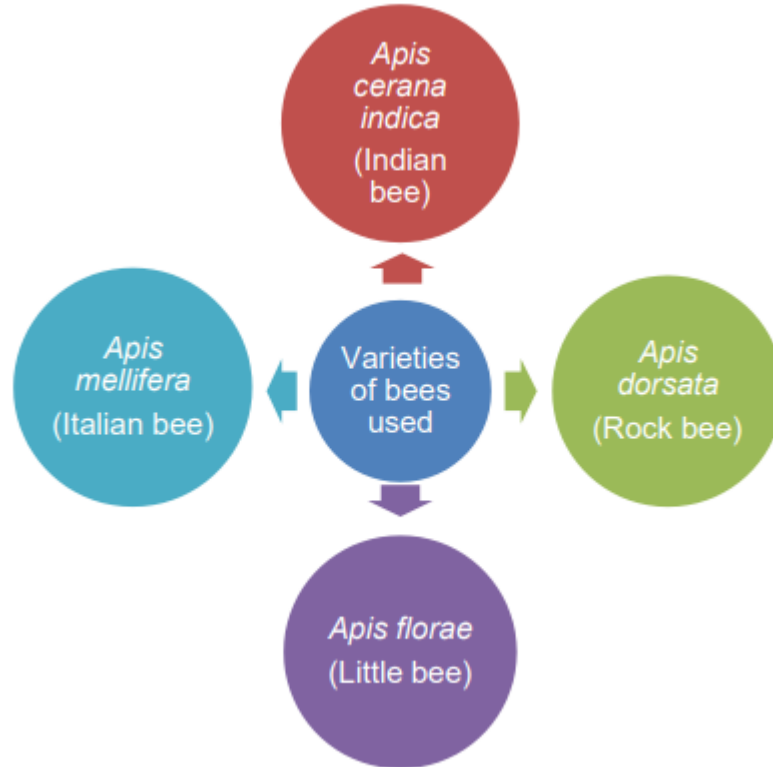 Apis
cerana
indica
(Indian
bee)
Apis
mellifera
(Italian bee)
Varieties
of bees
used
Apis
dorsata
(Rock bee)
Apis florae
(Little bee)